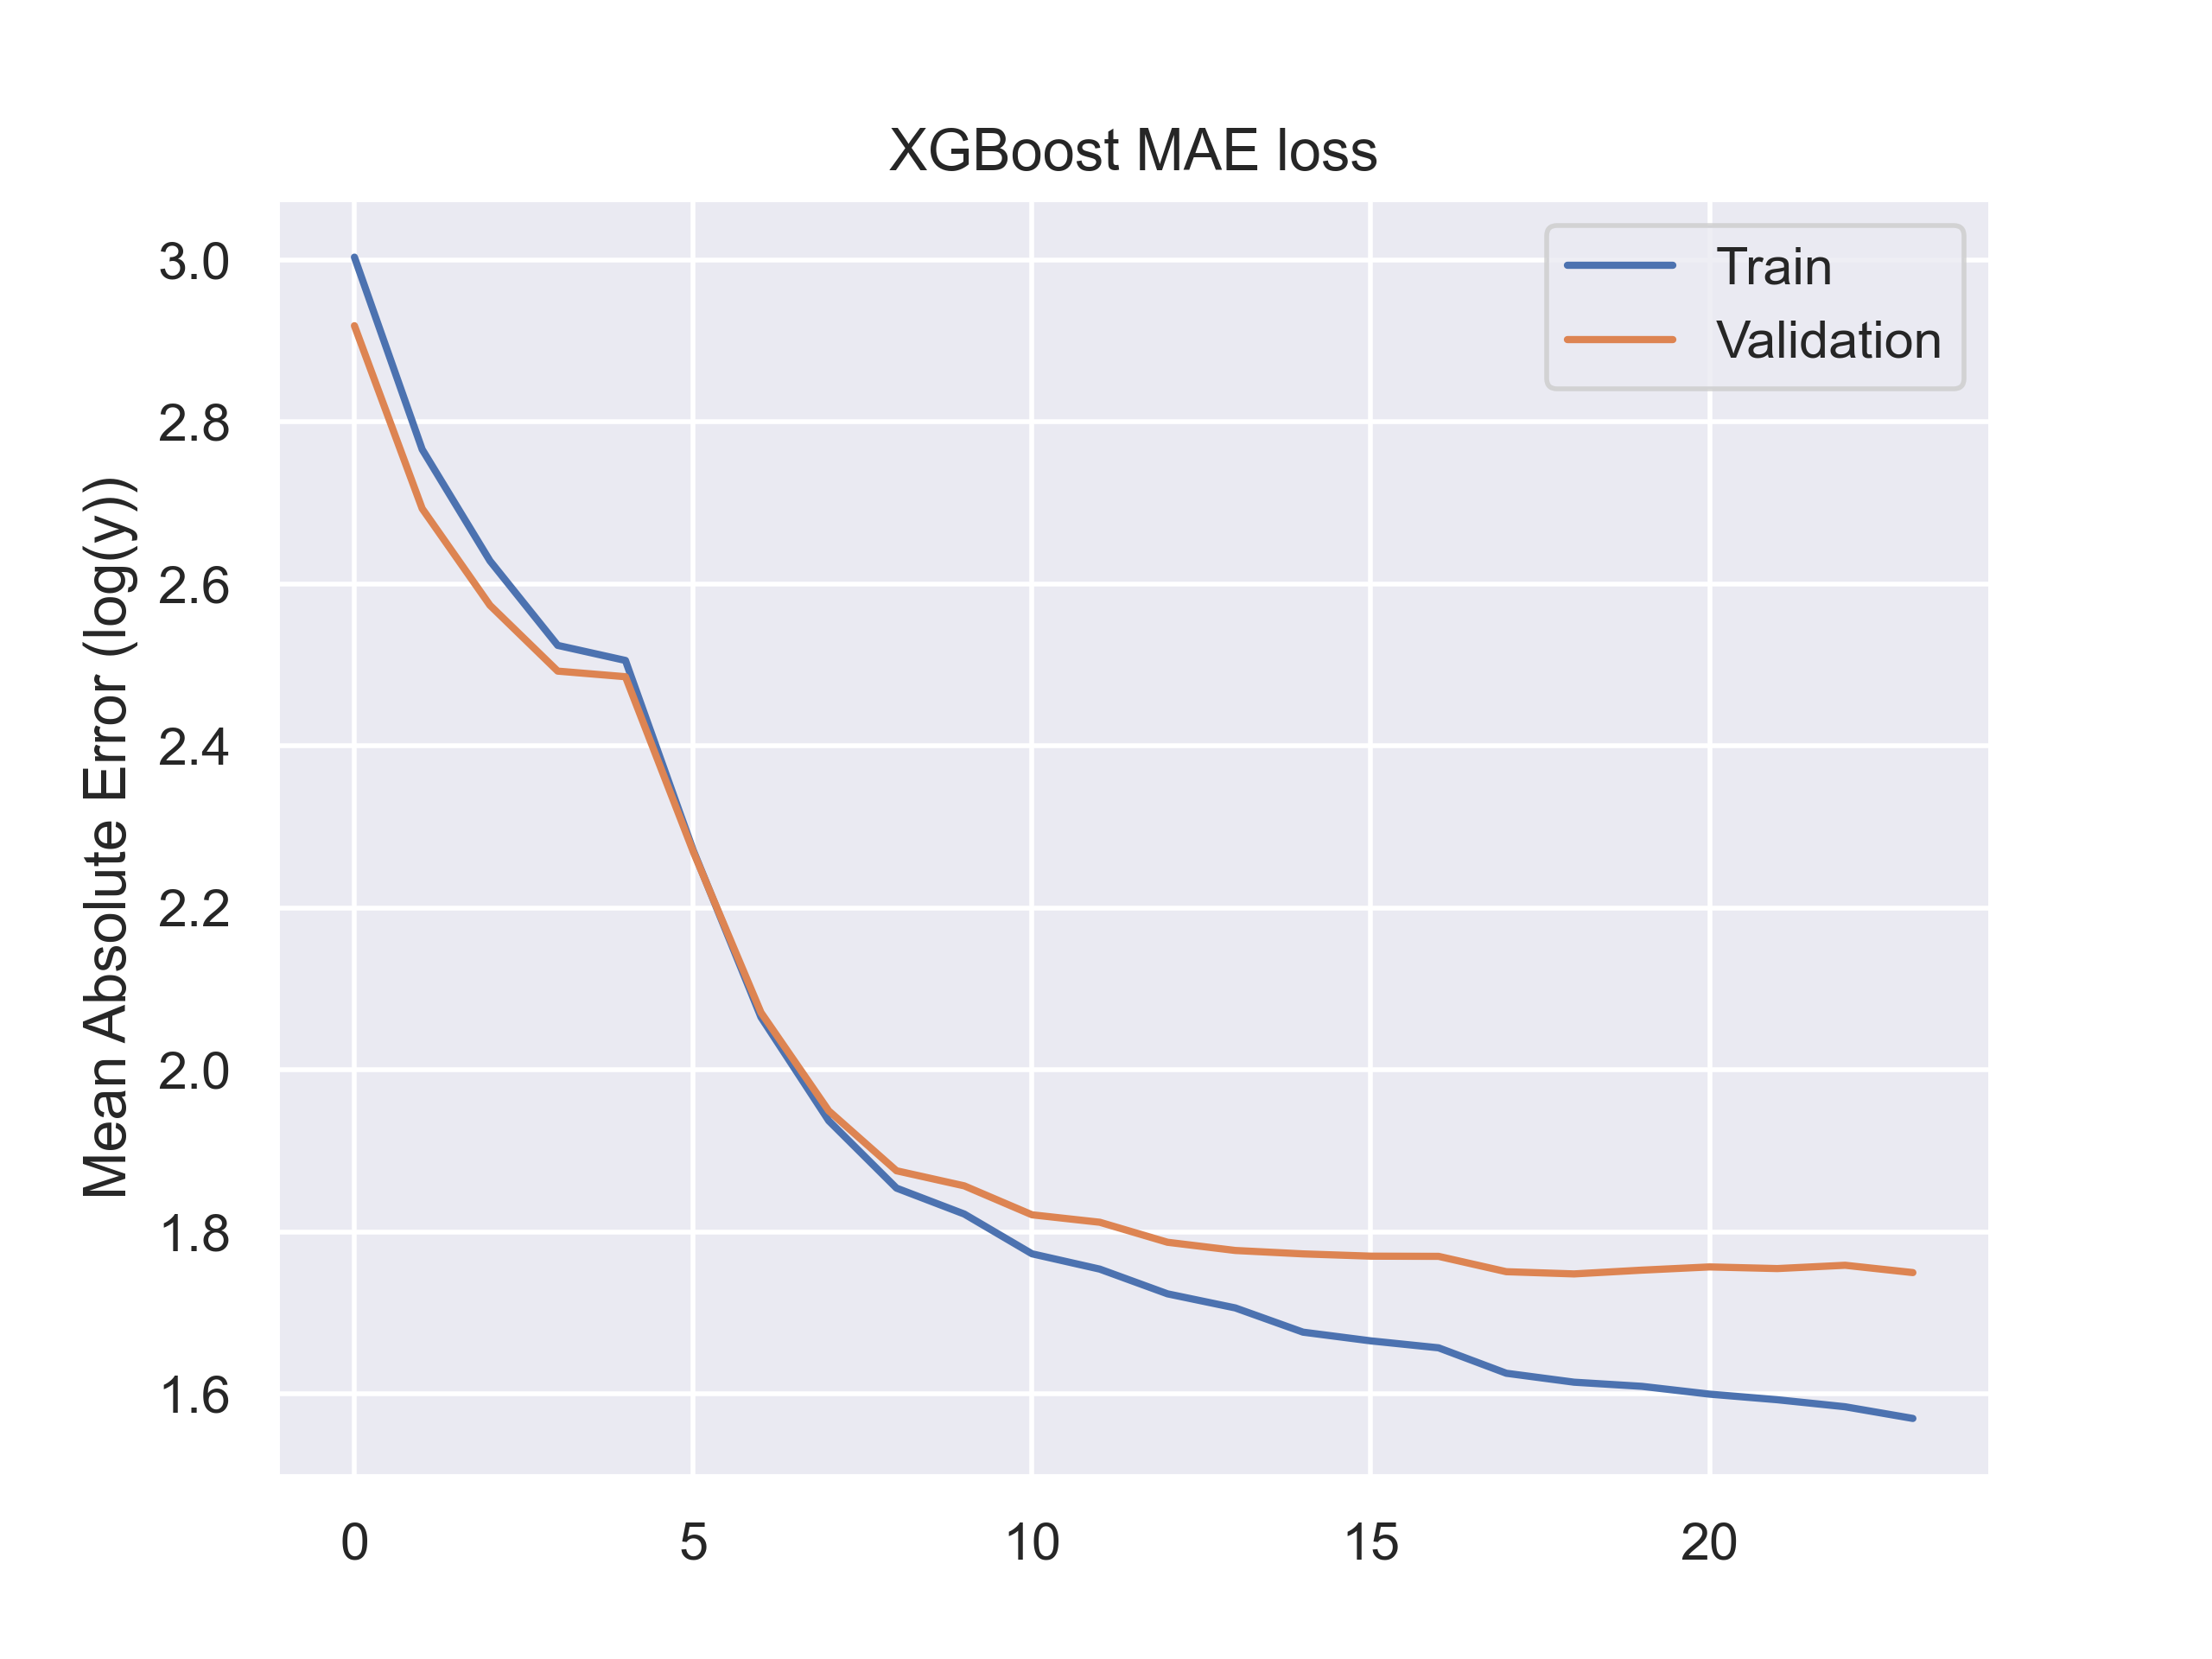 XGBoost MAE loss
Train
Validation
Mean Absolute Error (log(y))
3.0
2.8
2.6
2.4
2.2
2.0
1.8
1.6
0 5 10 15 20